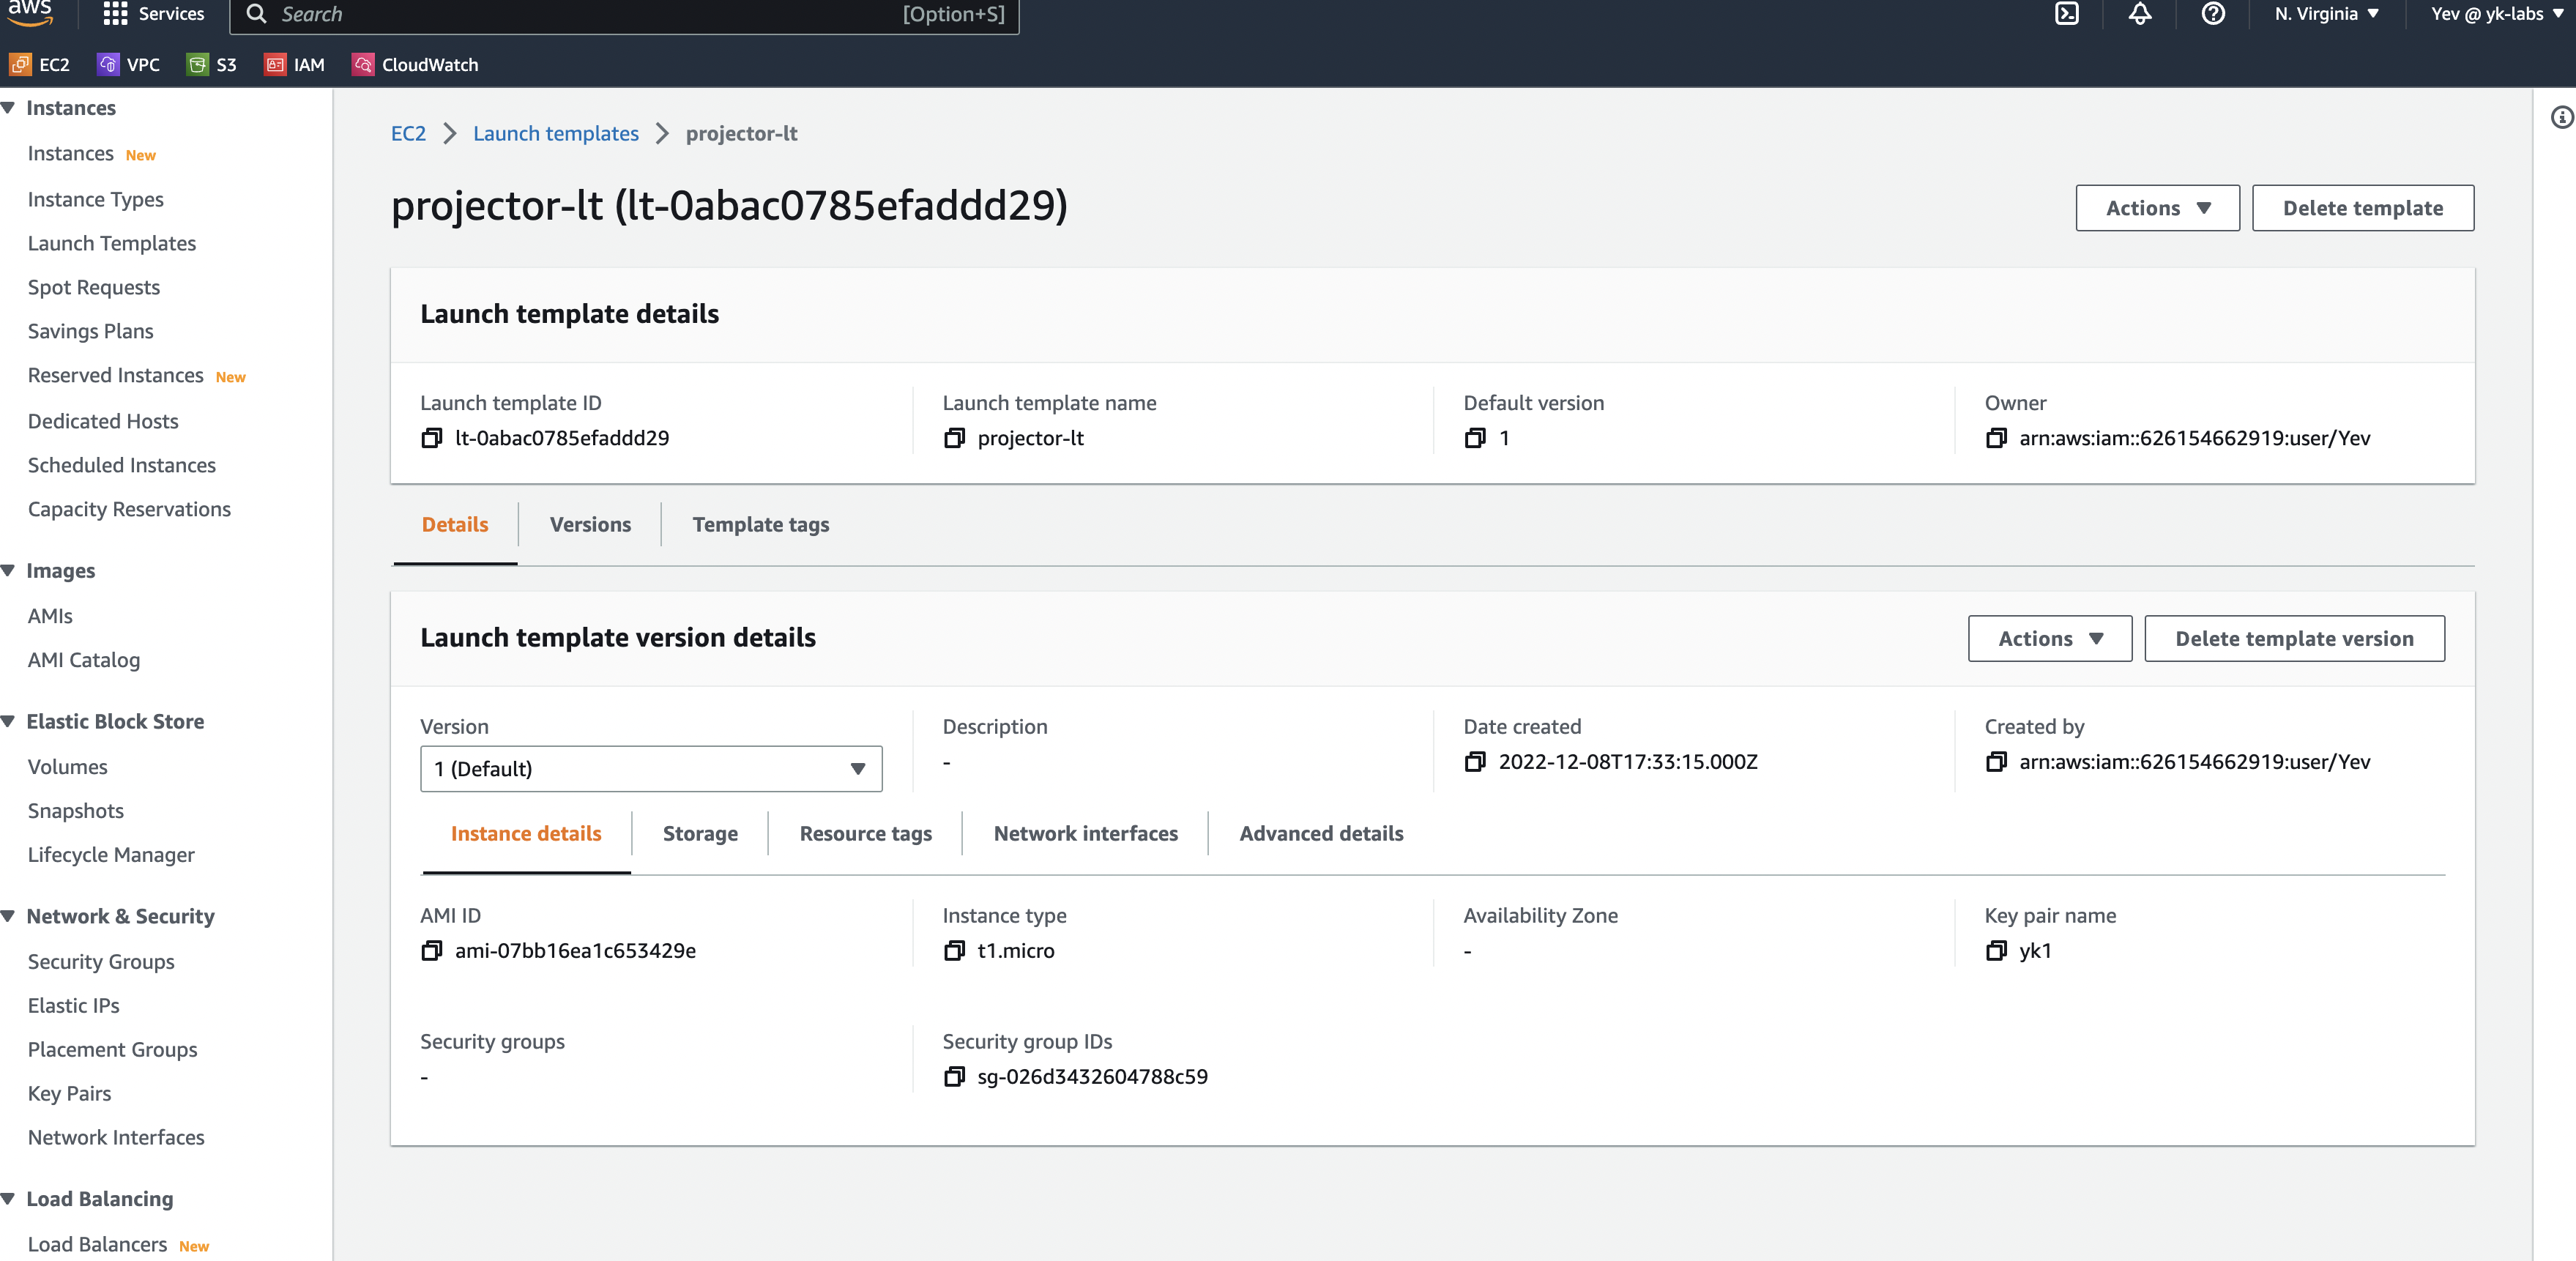 aws Services Search [Option+S] N. Virginia Yev @ yk-labs
EC2 VPC S3 IAM CloudWatch
Instances
Instances New
Instance Types
Launch Templates
Spot Requests
Savings Plans
Reserved Instances New
Dedicated Hosts
Scheduled Instances
Capacity Reservations
Images
AMIs
AMI Catalog
Elastic Block Store
Volumes
Snapshots
Lifecycle Manager
Network & Security
Security Groups
Elastic IPs
Placement Groups
Key Pairs
Network Interfaces
Load Balancing
Load Balancers New
EC2 Launch templates projector-lt
projector-lt (lt-0abac0785efaddd29)
Actions Delete template
Launch template details
Launch template ID
lt-0abac0785efaddd29
Launch template name
projector-lt
Default version
1
Owner
arn:aws:iam::626154662919:user/Yev
Details Versions Template tags
Launch template version details
Actions Delete template version
Version
1 (Default)
Description
-
Date created
2022-12-08T17:33:15.000Z
Created by
arn:aws:iam::626154662919:user/Yev
Instance details Storage Resource tags Network interfaces Advanced details
AMI ID
ami-07bb16ea1c653429e
Instance type
t1.micro
Availability Zone
-
Key pair name
yk1
Security groups
-
Security group IDs
sg-026d3432604788c59